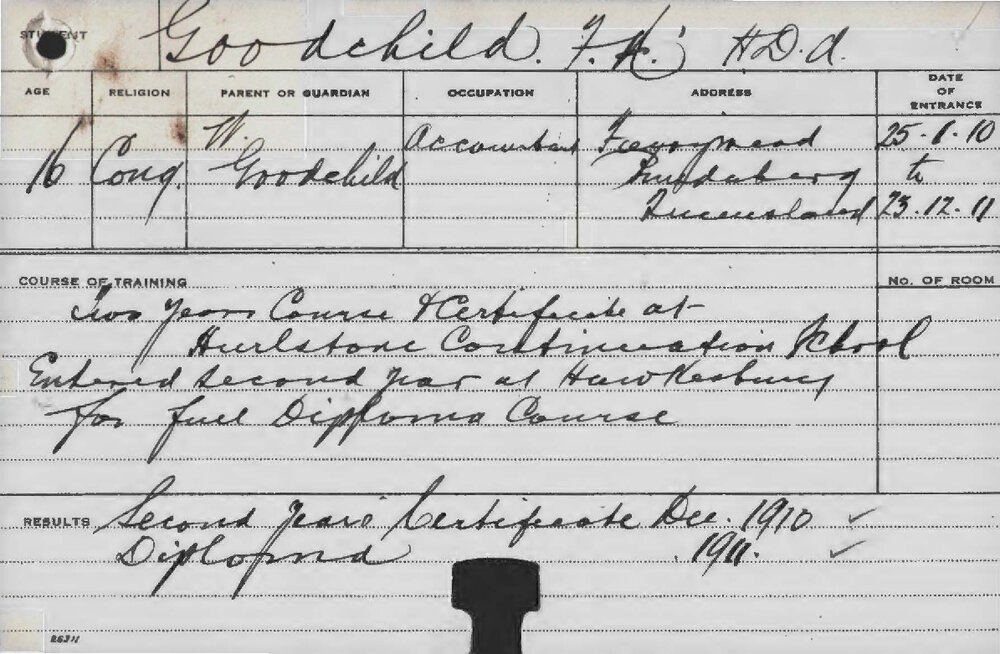 STUDENT Goodchild. F. A. H.D.d.
AGE RELIGION PARENT OR GUARDIAN OCCUPATION ADDRESS DATE OF ENTRANCE
16 Cong. W. Goodchild Accountant
Bundaberg
Queensland
25.1.10
to
23.12.11
COURSE OF TRAINING
No. OF ROOM
Two years Course & Certificate at
Hurlstone Continuation School
Entered second year at Hawkesbury
for full Diploma Course
RESULTS Second Years Certificate Dec. 1910 ✓
Diploma . 1911. ✓